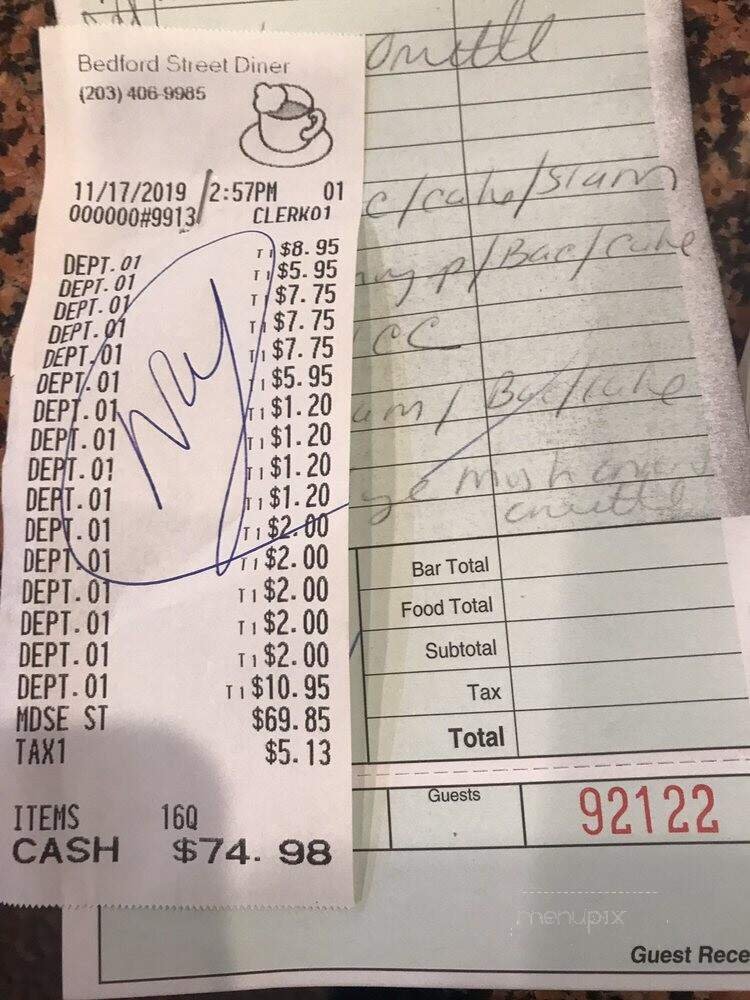 Bedford Street Diner
(203) 406-9985
11/17/2019 2:57PM 01
000000#9913 CLERK01
DEPT.01 T1 $8.95
DEPT.01 T1 $5.95
DEPT.01 T1 $7.75
DEPT.01 T1 $7.75
DEPT.01 T1 $7.75
DEPT.01 T1 $5.95
DEPT.01 T1 $1.20
DEPT.01 T1 $1.20
DEPT.01 T1 $1.20
DEPT.01 T1 $1.20
DEPT.01 T1 $2.00
DEPT.01 T1 $2.00
DEPT.01 T1 $2.00
DEPT.01 T1 $2.00
DEPT.01 T1 $2.00
DEPT.01 T1 $10.95
MDSE ST $69.85
TAX1 $5.13
ITEMS 16Q
CASH $74.98
Bar Total
Food Total
Subtotal
Tax
Total
Guests
92122
menupix
Guest Rece